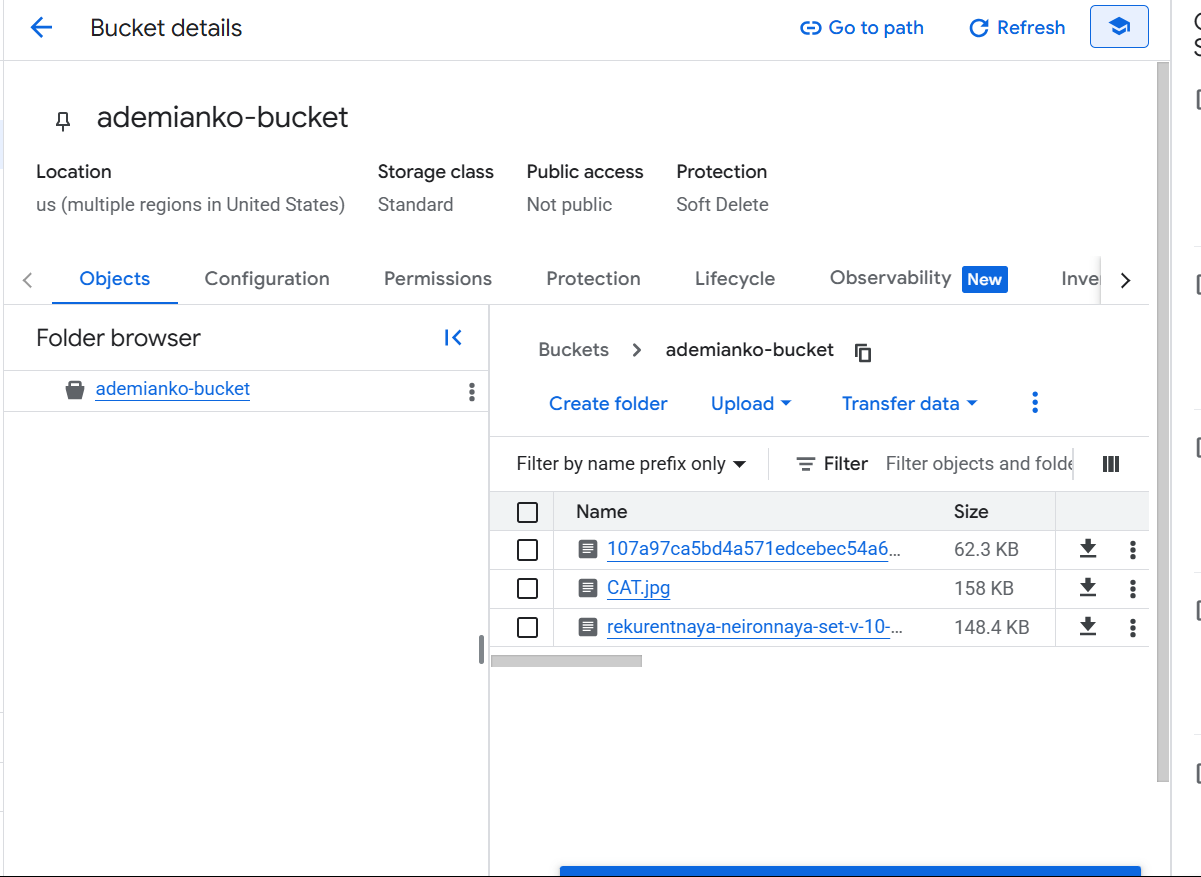 Bucket details
Go to path
Refresh
ademianko-bucket
Location Storage class Public access Protection
us (multiple regions in United States) Standard Not public Soft Delete
Objects Configuration Permissions Protection Lifecycle Observability New Inve
Folder browser
ademianko-bucket
Buckets ademianko-bucket
Create folder Upload Transfer data
Filter by name prefix only Filter Filter objects and folde
Name Size
107a97ca5bd4a571edcebec54a6… 62.3 KB
CAT.jpg 158 KB
rekurentnaya-neironnaya-set-v-10-… 148.4 KB